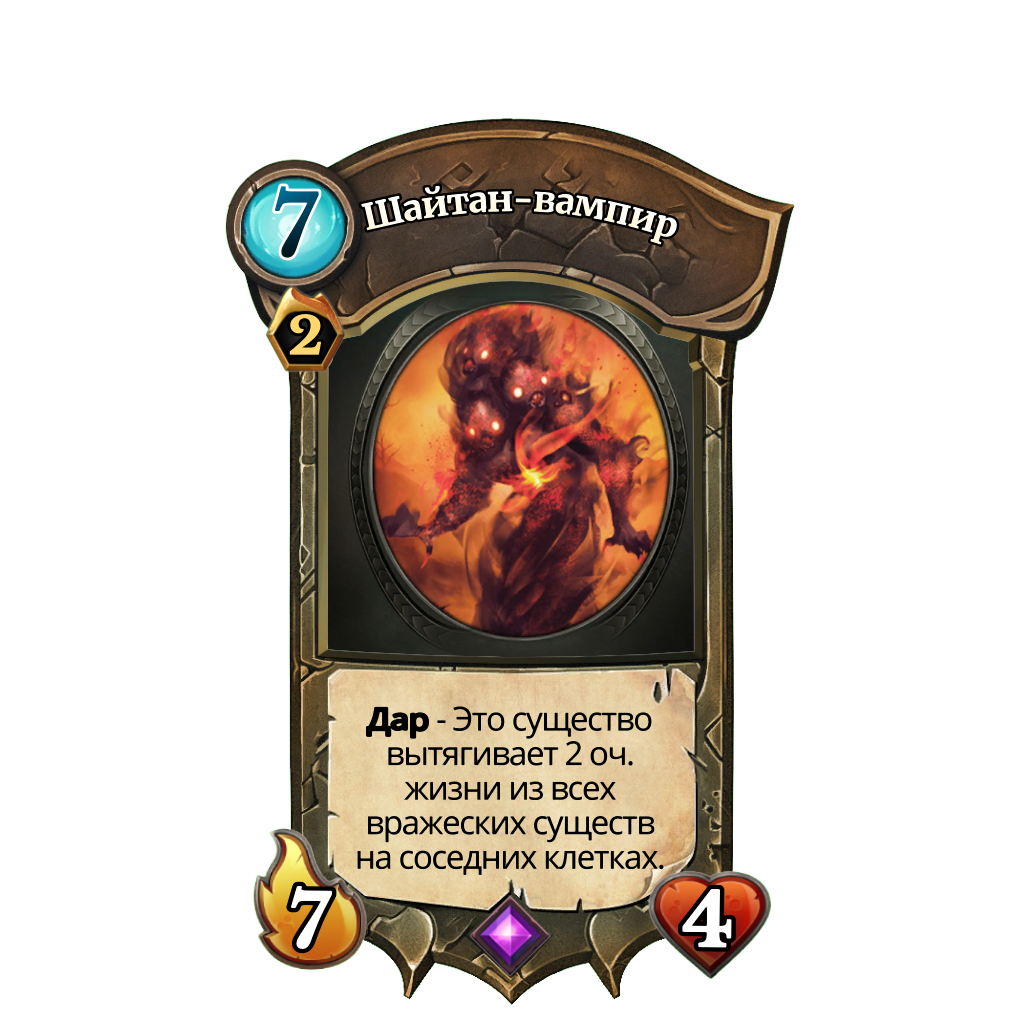 7
Шайтан-вампир
2
Дар - Это существо
вытягивает 2 оч.
жизни из всех
вражеских существ
на соседних клетках.
7
4